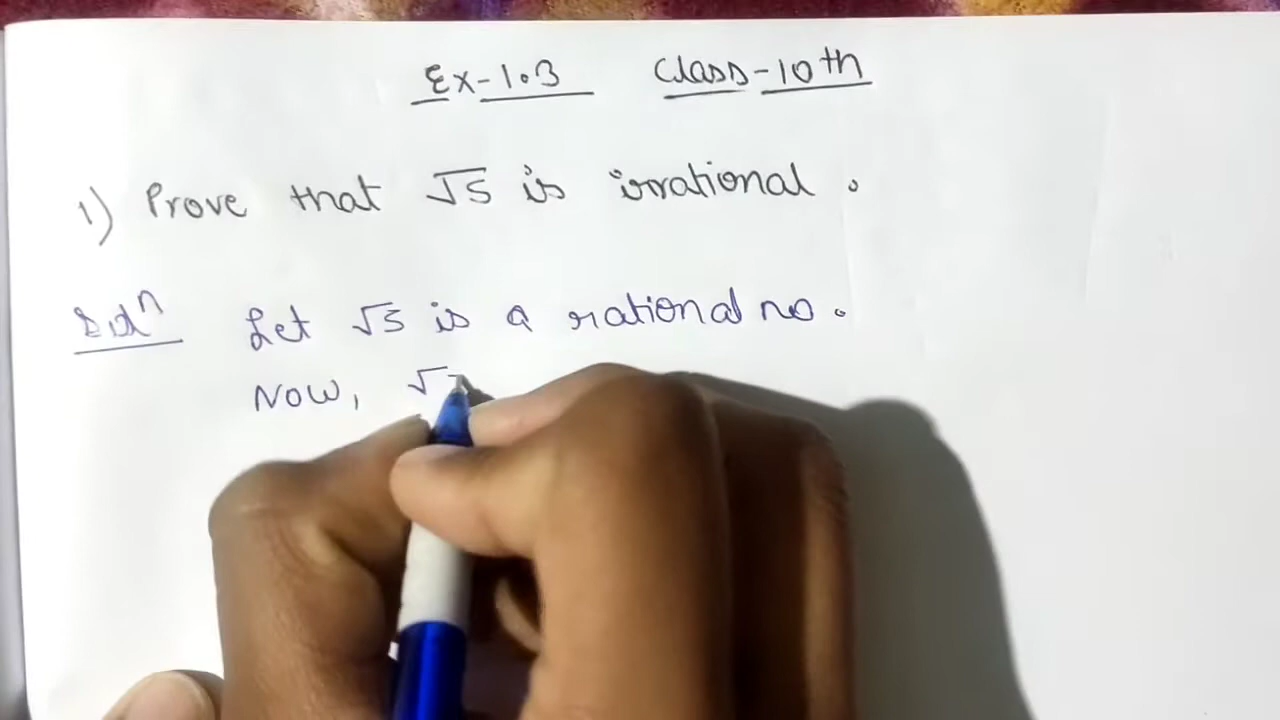 Ex-1.3 Class-10th
1) Prove that √5 is irrational.
Solⁿ Let √5 is a rational no.
Now, √